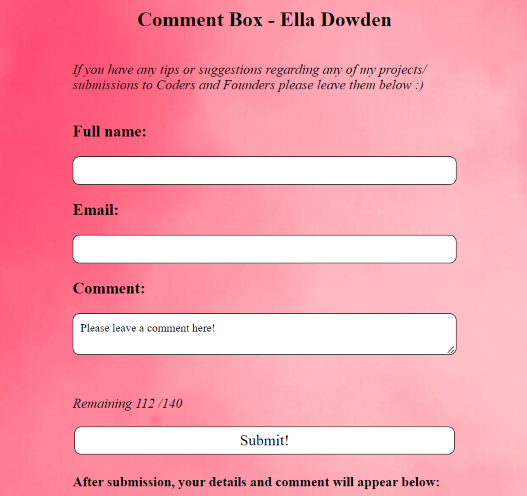 Comment Box - Ella Dowden
If you have any tips or suggestions regarding any of my projects/
submissions to Coders and Founders please leave them below :)
Full name:
Email:
Comment:
Please leave a comment here!
Remaining 112 /140
Submit!
After submission, your details and comment will appear below: